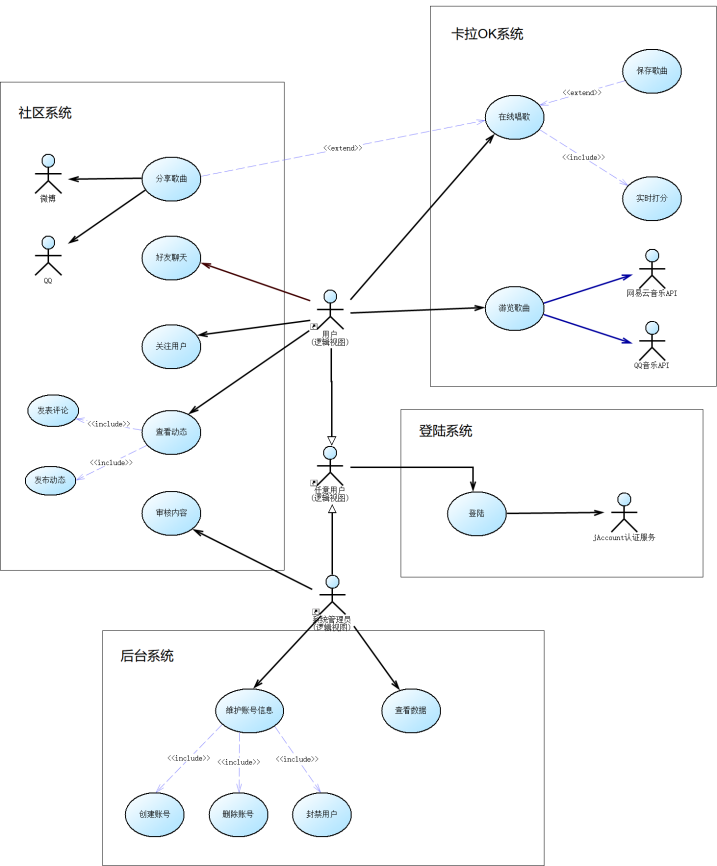 卡拉OK系统
保存歌曲
<<extend>>
在线唱歌
<<include>>
实时打分
游览歌曲
网易云音乐API
QQ音乐API
社区系统
<<extend>>
微博
分享歌曲
QQ
好友聊天
关注用户
用户
(逻辑视图)
发表评论
<<include>>
查看动态
<<include>>
发布动态
审核内容
任意用户
(逻辑视图)
登陆系统
登陆
jAccount认证服务
系统管理员
(逻辑视图)
后台系统
维护账号信息
查看数据
<<include>>
<<include>>
<<include>>
创建账号
删除账号
封禁用户